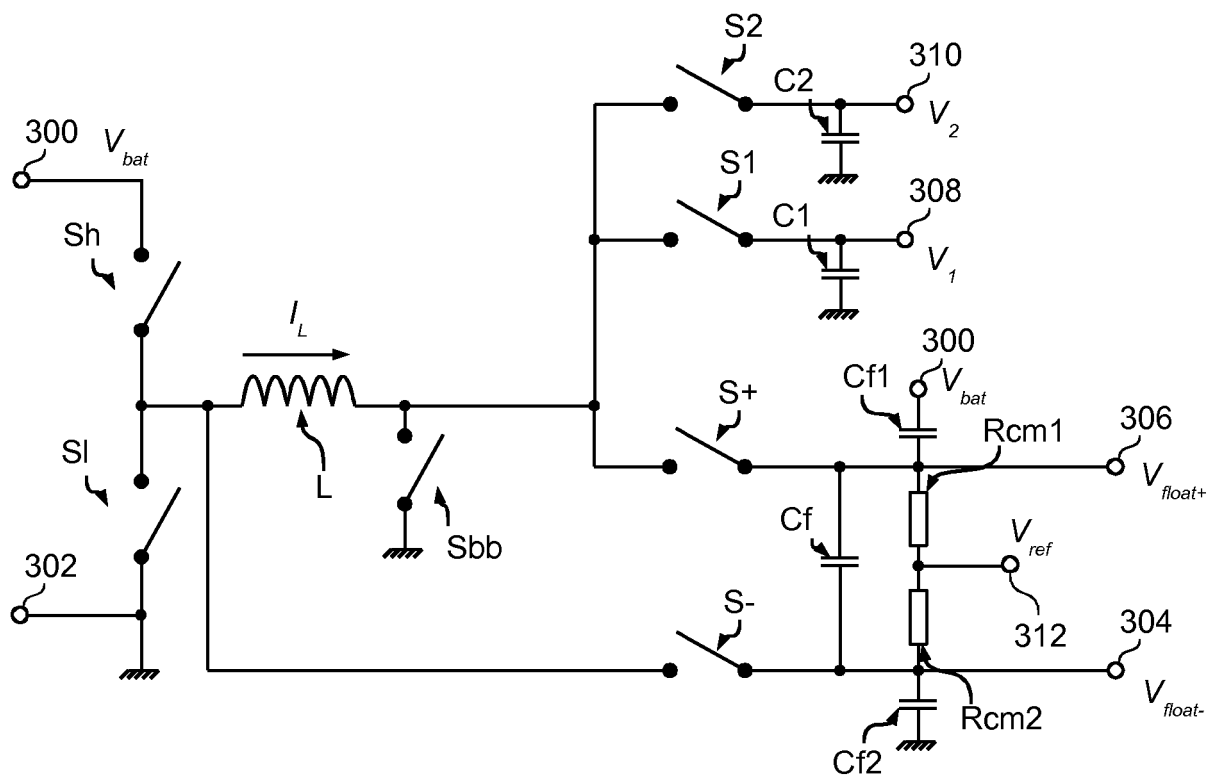 S2
310
C2
V2
300
Vbat
S1
308
C1
V1
Sh
IL
300
Cf1
Vbat
S+
Rcm1
306
Sl
L
Vfloat+
Cf
Vref
Sbb
302
S-
312
304
Rcm2
Vfloat-
Cf2